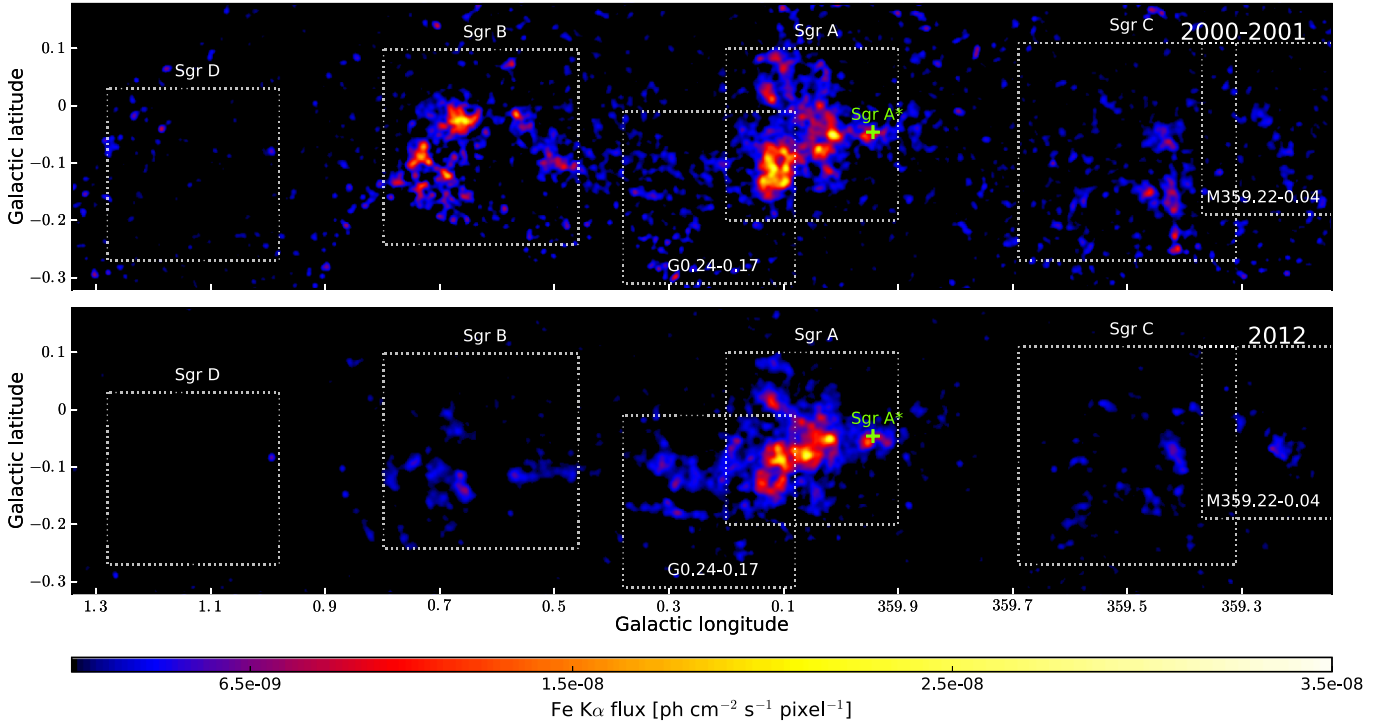 2000-2001
Sgr D
Sgr B
Sgr A
Sgr C
Sgr A*
G0.24-0.17
M359.22-0.04
Galactic latitude
0.1
0
−0.1
−0.2
−0.3
2012
Sgr D
Sgr B
Sgr A
Sgr C
Sgr A*
G0.24-0.17
M359.22-0.04
Galactic latitude
0.1
0
−0.1
−0.2
−0.3
1.3 1.1 0.9 0.7 0.5 0.3 0.1 359.9 359.7 359.5 359.3
Galactic longitude
6.5e-09 1.5e-08 2.5e-08 3.5e-08
Fe Kα flux [ph cm⁻² s⁻¹ pixel⁻¹]